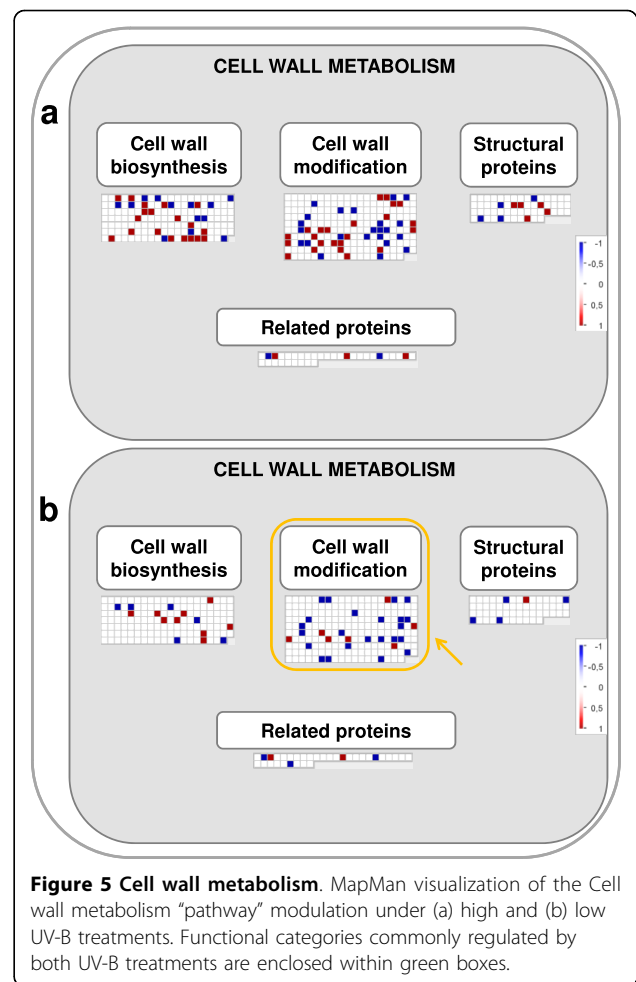 CELL WALL METABOLISM
a
Cell wall
biosynthesis
Cell wall
modification
Structural
proteins
-1
-0,5
0
0,5
1
Related proteins
CELL WALL METABOLISM
b
Cell wall
biosynthesis
Cell wall
modification
Structural
proteins
-1
-0,5
0
0,5
1
Related proteins
Figure 5 Cell wall metabolism. MapMan visualization of the Cell
wall metabolism “pathway” modulation under (a) high and (b) low
UV-B treatments. Functional categories commonly regulated by
both UV-B treatments are enclosed within green boxes.